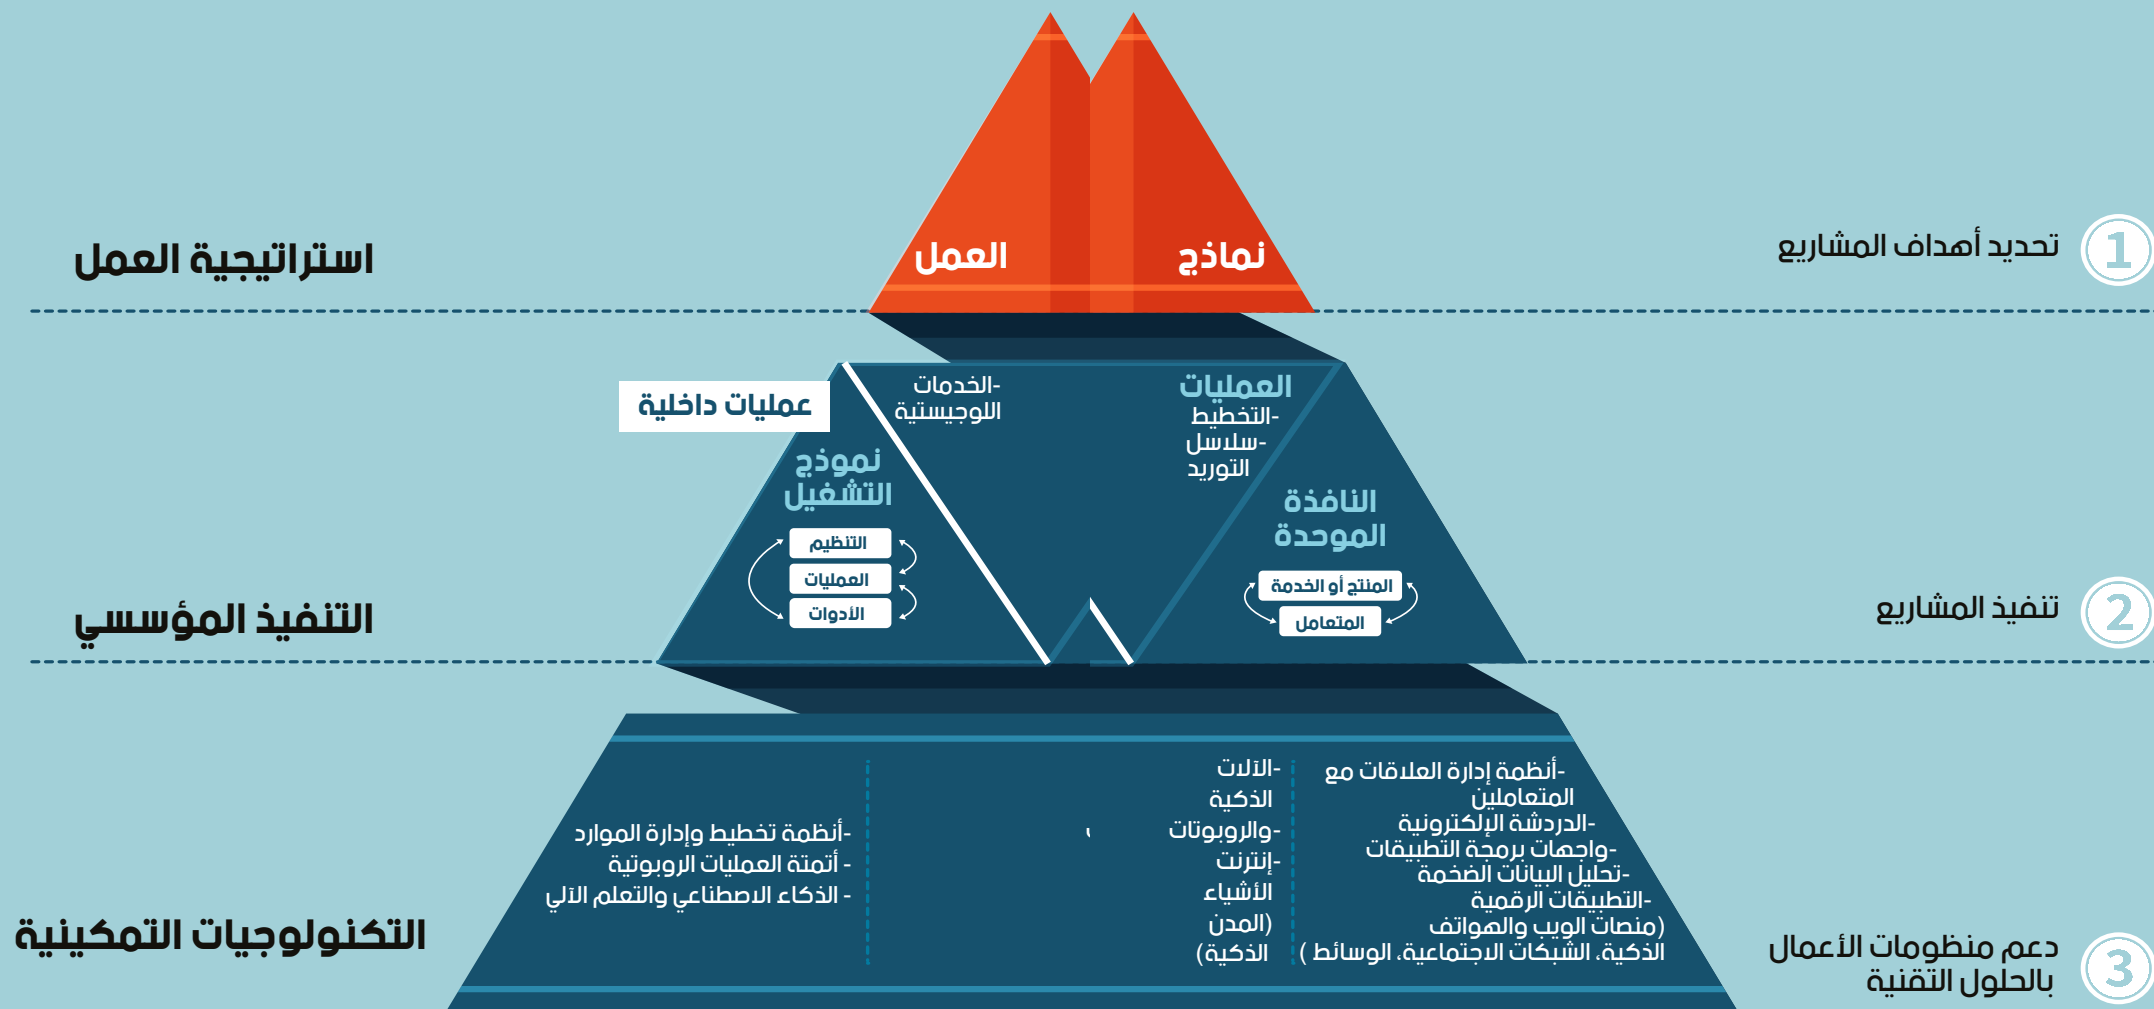 نماذج العمل
تحديد أهداف المشاريع
1
استراتيجية العمل
العمليات
-التخطيط
-سلاسل
التوريد
-الخدمات
اللوجيستية
عمليات داخلية
النافذة
الموحدة
المنتج أو الخدمة
المتعامل
نموذج
التشغيل
التنظيم
العمليات
الأدوات
تنفيذ المشاريع
2
التنفيذ المؤسسي
-أنظمة إدارة العلاقات مع
المتعاملين
-الدردشة الإلكترونية
-واجهات برمجة التطبيقات
-تحليل البيانات الضخمة
-التطبيقات الرقمية
(منصات الويب والهواتف
الذكية، الشبكات الاجتماعية، الوسائط )
-الآلات
الذكية
-والروبوتات
-إنترنت
الأشياء
(المدن
الذكية)
-أنظمة تخطيط وإدارة الموارد
- أتمتة العمليات الروبوتية
- الذكاء الاصطناعي والتعلم الآلي
دعم منظومات الأعمال
بالحلول التقنية
3
التكنولوجيات التمكينية